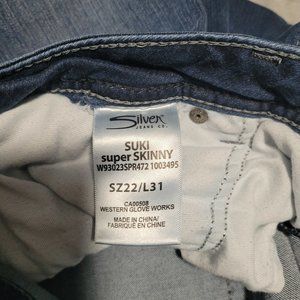 Silver
JEANS CO.
SUKI
super SKINNY
W93023SPR472 1003495
SZ22/L31
CA00508
WESTERN GLOVE WORKS
MADE IN CHINA/
FABRIQUÉ EN CHINE